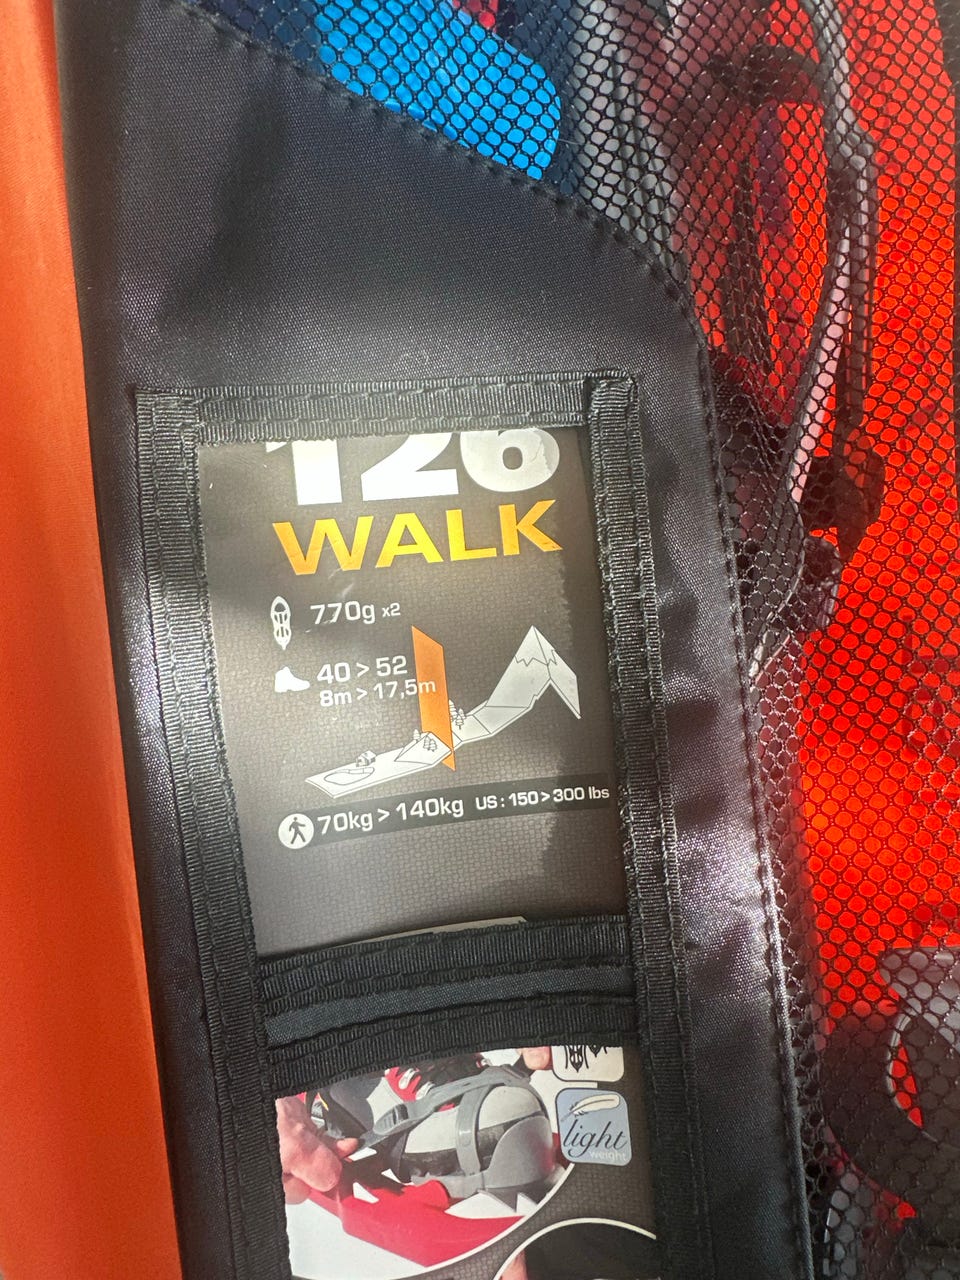 126
WALK
770g x2
40 > 52
8m > 17,5m
70kg > 140kg US : 150 > 300 lbs
light
weight